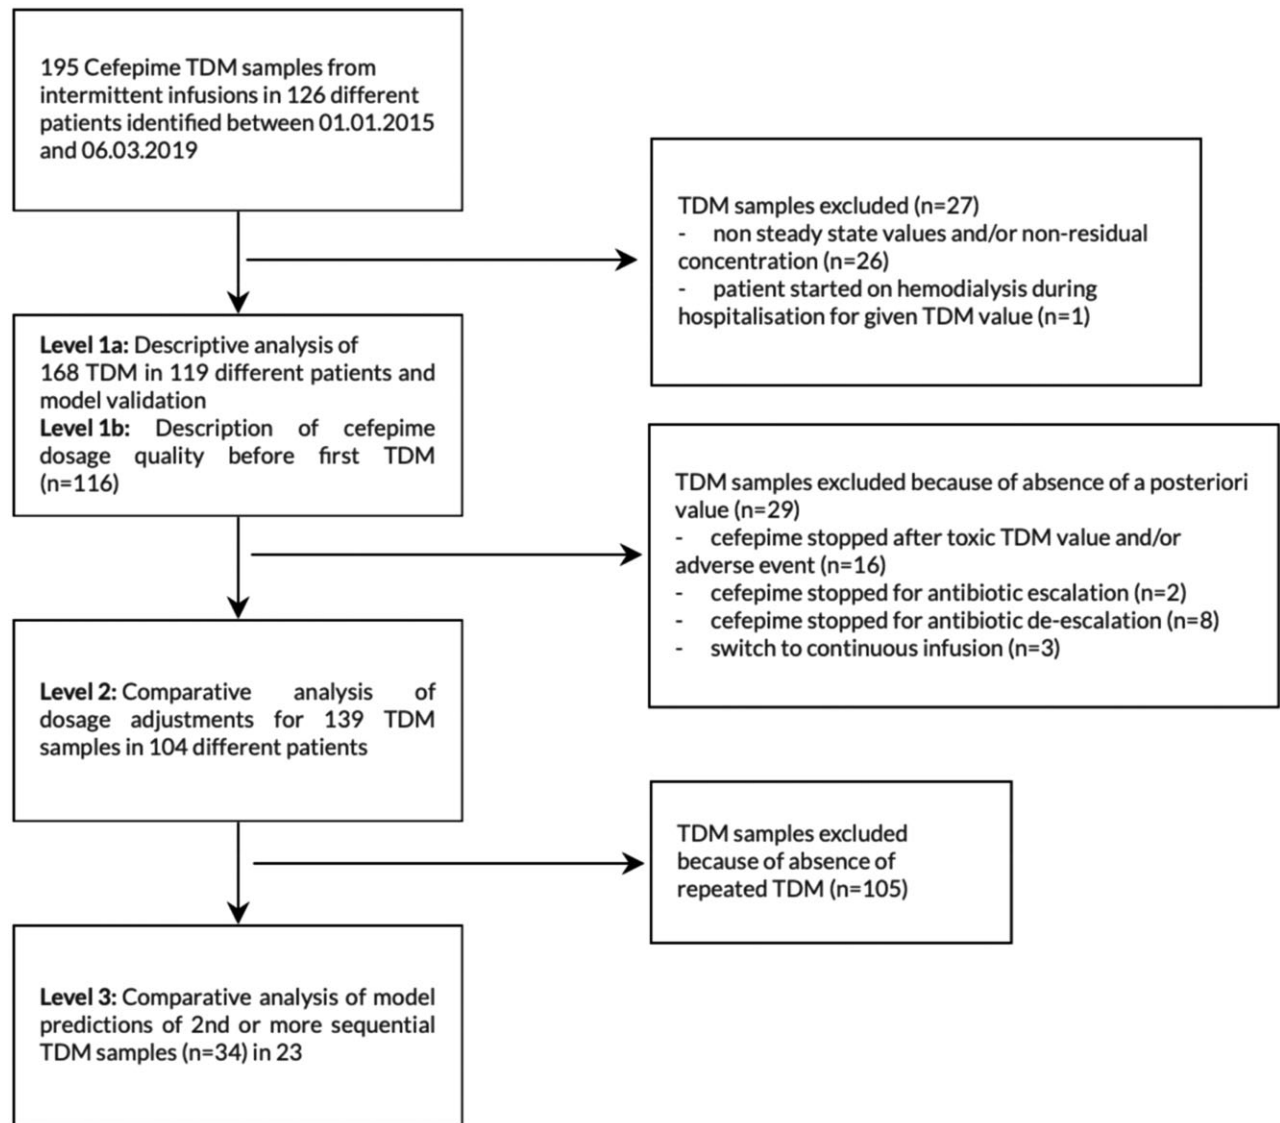 195 Cefepime TDM samples from
intermittent infusions in 126 different
patients identified between 01.01.2015
and 06.03.2019
TDM samples excluded (n=27)
- non steady state values and/or non-residual
concentration (n=26)
- patient started on hemodialysis during
hospitalisation for given TDM value (n=1)
Level 1a: Descriptive analysis of
168 TDM in 119 different patients and
model validation
Level 1b: Description of cefepime
dosage quality before first TDM
(n=116)
TDM samples excluded because of absence of a posteriori
value (n=29)
- cefepime stopped after toxic TDM value and/or
adverse event (n=16)
- cefepime stopped for antibiotic escalation (n=2)
- cefepime stopped for antibiotic de-escalation (n=8)
- switch to continuous infusion (n=3)
Level 2: Comparative analysis of
dosage adjustments for 139 TDM
samples in 104 different patients
TDM samples excluded
because of absence of
repeated TDM (n=105)
Level 3: Comparative analysis of model
predictions of 2nd or more sequential
TDM samples (n=34) in 23